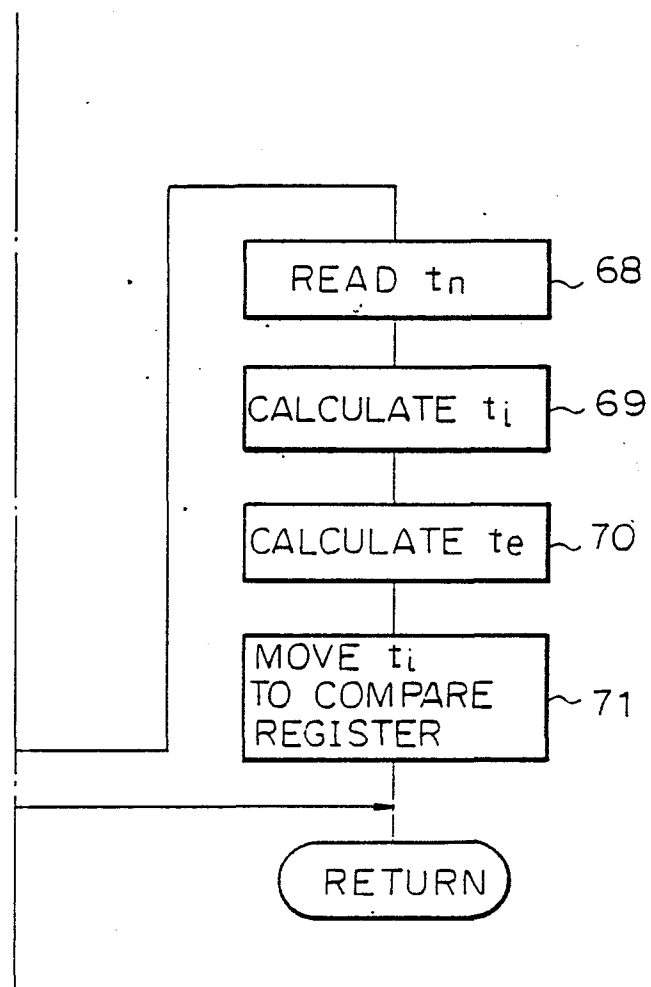 READ tn
68
CALCULATE ti
69
CALCULATE te
70
MOVE ti
TO COMPARE
REGISTER
71
RETURN